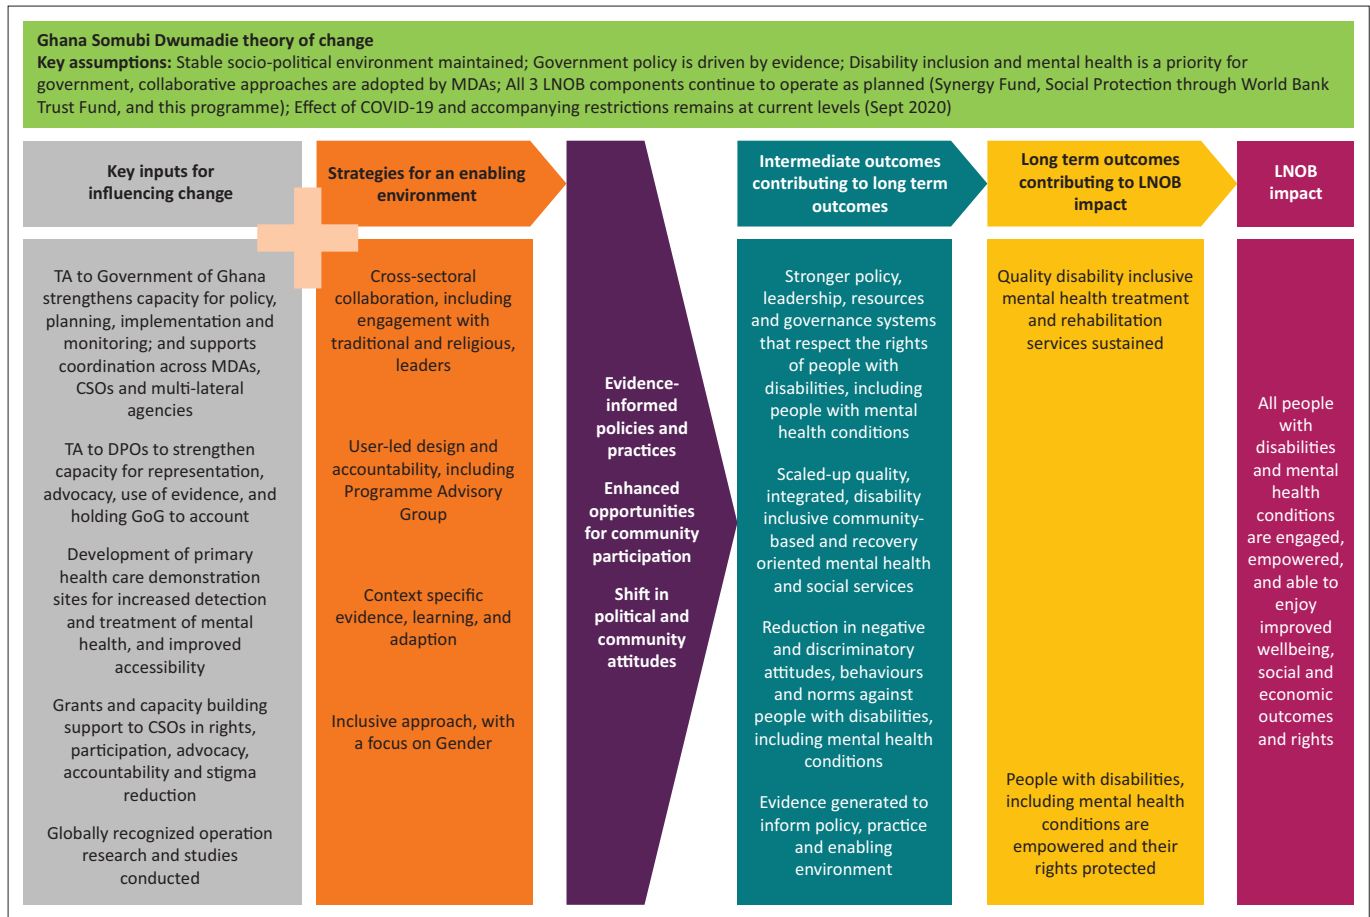 Ghana Somubi Dwumadie theory of change
Key assumptions: Stable socio-political environment maintained; Government policy is driven by evidence; Disability inclusion and mental health is a priority for
government, collaborative approaches are adopted by MDAs; All 3 LNOB components continue to operate as planned (Synergy Fund, Social Protection through World Bank
Trust Fund, and this programme); Effect of COVID-19 and accompanying restrictions remains at current levels (Sept 2020)
Key inputs for
influencing change
TA to Government of Ghana
strengthens capacity for policy,
planning, implementation and
monitoring; and supports
coordination across MDAs,
CSOs and multi-lateral
agencies
TA to DPOs to strengthen
capacity for representation,
advocacy, use of evidence, and
holding GoG to account
Development of primary
health care demonstration
sites for increased detection
and treatment of mental
health, and improved
accessibility
Grants and capacity building
support to CSOs in rights,
participation, advocacy,
accountability and stigma
reduction
Globally recognized operation
research and studies
conducted
Strategies for an enabling
environment
Cross-sectoral
collaboration, including
engagement with
traditional and religious,
leaders
User-led design and
accountability, including
Programme Advisory
Group
Context specific
evidence, learning, and
adaption
Inclusive approach, with
a focus on Gender
Evidence-
informed
policies and
practices
Enhanced
opportunities
for community
participation
Shift in
political and
community
attitudes
Intermediate outcomes
contributing to long term
outcomes
Stronger policy,
leadership, resources
and governance systems
that respect the rights
of people with
disabilities, including
people with mental
health conditions
Scaled-up quality,
integrated, disability
inclusive community-
based and recovery
oriented mental health
and social services
Reduction in negative
and discriminatory
attitudes, behaviours
and norms against
people with disabilities,
including mental health
conditions
Evidence generated to
inform policy, practice
and enabling
environment
Long term outcomes
contributing to LNOB
impact
Quality disability inclusive
mental health treatment
and rehabilitation
services sustained
People with disabilities,
including mental health
conditions are
empowered and their
rights protected
LNOB
impact
All people
with
disabilities
and mental
health
conditions
are engaged,
empowered,
and able to
enjoy
improved
wellbeing,
social and
economic
outcomes
and rights